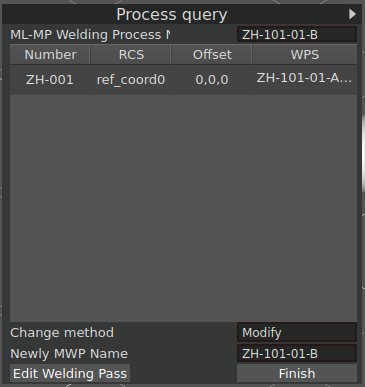 Process query
ML-MP Welding Process N ZH-101-01-B
Number RCS Offset WPS
ZH-001 ref_coord0 0,0,0 ZH-101-01-A...
Change method Modify
Newly MWP Name ZH-101-01-B
Edit Welding Pass Finish